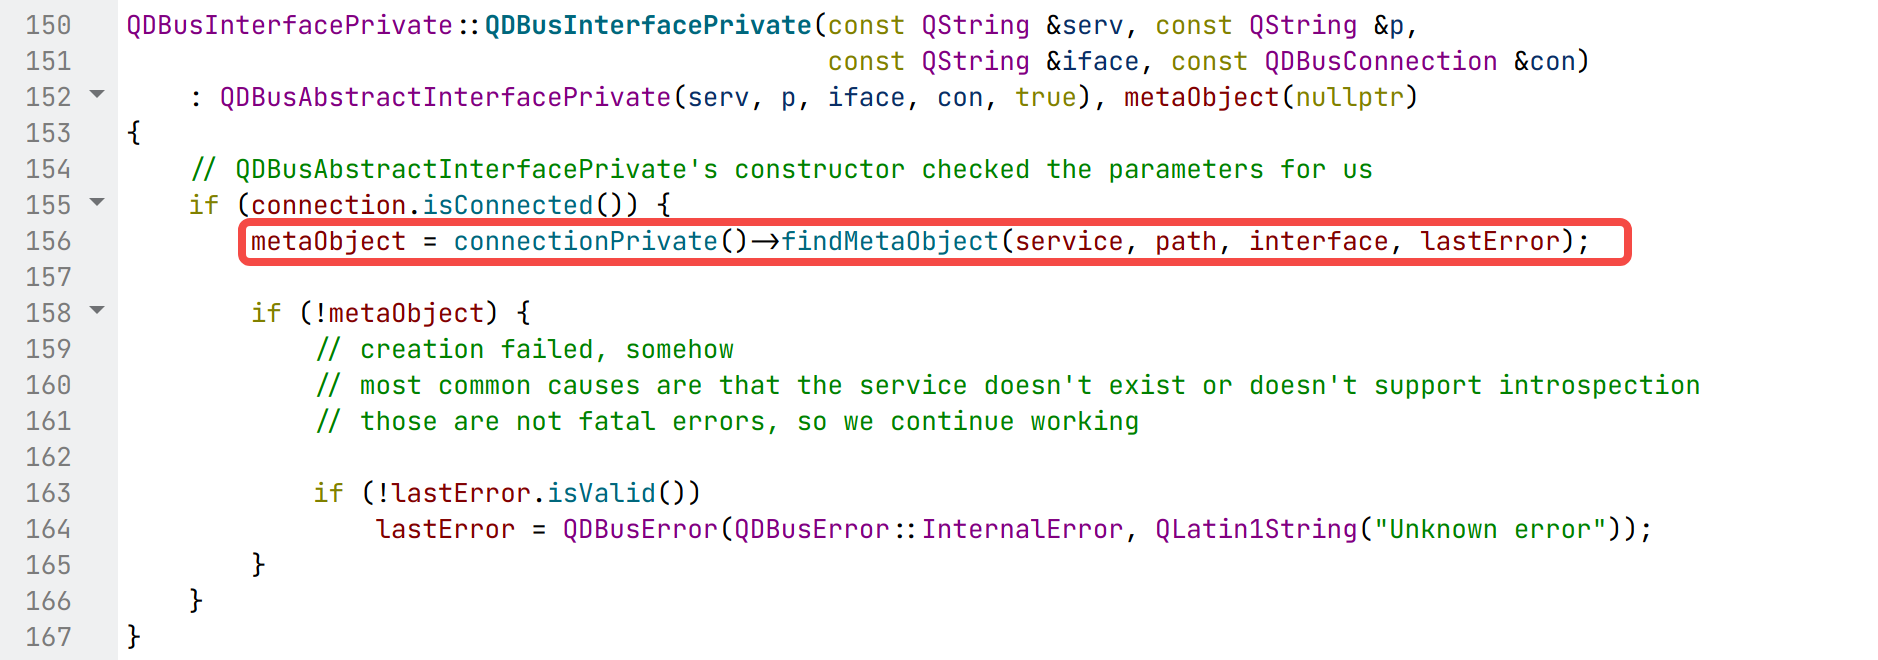 150 QDBusInterfacePrivate::QDBusInterfacePrivate(const QString &serv, const QString &p,
151                                              const QString &iface, const QDBusConnection &con)
152     : QDBusAbstractInterfacePrivate(serv, p, iface, con, true), metaObject(nullptr)
153 {
154     // QDBusAbstractInterfacePrivate's constructor checked the parameters for us
155     if (connection.isConnected()) {
156         metaObject = connectionPrivate()->findMetaObject(service, path, interface, lastError);
157
158         if (!metaObject) {
159             // creation failed, somehow
160             // most common causes are that the service doesn't exist or doesn't support introspection
161             // those are not fatal errors, so we continue working
162
163             if (!lastError.isValid())
164                 lastError = QDBusError(QDBusError::InternalError, QLatin1String("Unknown error"));
165         }
166     }
167 }